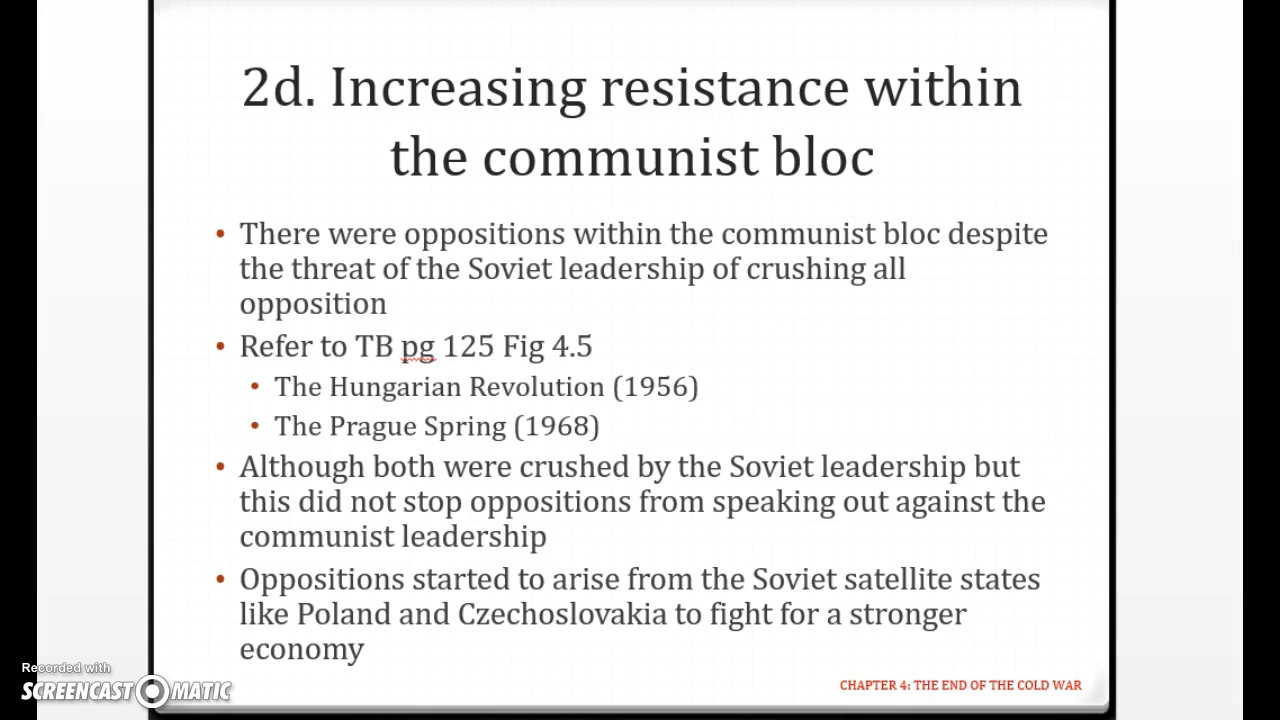 2d. Increasing resistance within
the communist bloc
• There were oppositions within the communist bloc despite
the threat of the Soviet leadership of crushing all
opposition
• Refer to TB pg 125 Fig 4.5
• The Hungarian Revolution (1956)
• The Prague Spring (1968)
• Although both were crushed by the Soviet leadership but
this did not stop oppositions from speaking out against the
communist leadership
• Oppositions started to arise from the Soviet satellite states
like Poland and Czechoslovakia to fight for a stronger
economy
CHAPTER 4: THE END OF THE COLD WAR
Recorded with
SCREENCAST-O-MATIC